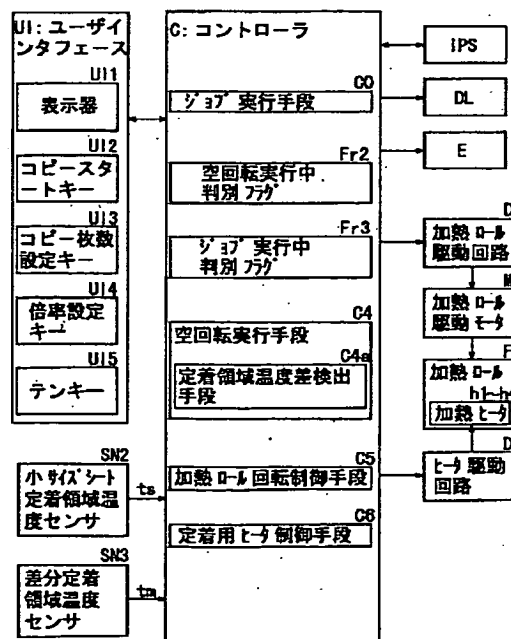 UI:ユーザイ
ンタフェース
UI1
表示器
UI2
コピースタ
ートキー
UI3
コピー枚数
設定キー
UI4
倍率設定
キー
UI5
テンキー
SN2
小サイズシート
定着領域温
度センサ
ts
SN3
差分定着
領域温度
センサ
tm
C:コントローラ
C0
ジョブ実行手段
Fr2
空回転実行中
判別フラグ
Fr3
ジョブ実行中
判別フラグ
C4
空回転実行手段
C4a
定着領域温度差検出
手段
C5
加熱ロール回転制御手段
C6
定着用ヒータ制御手段
IPS
DL
E
D
加熱ロール
駆動回路
加熱ロール
駆動モータ
F
加熱ロール
h1~h
加熱ヒータ
D
ヒータ駆動
回路